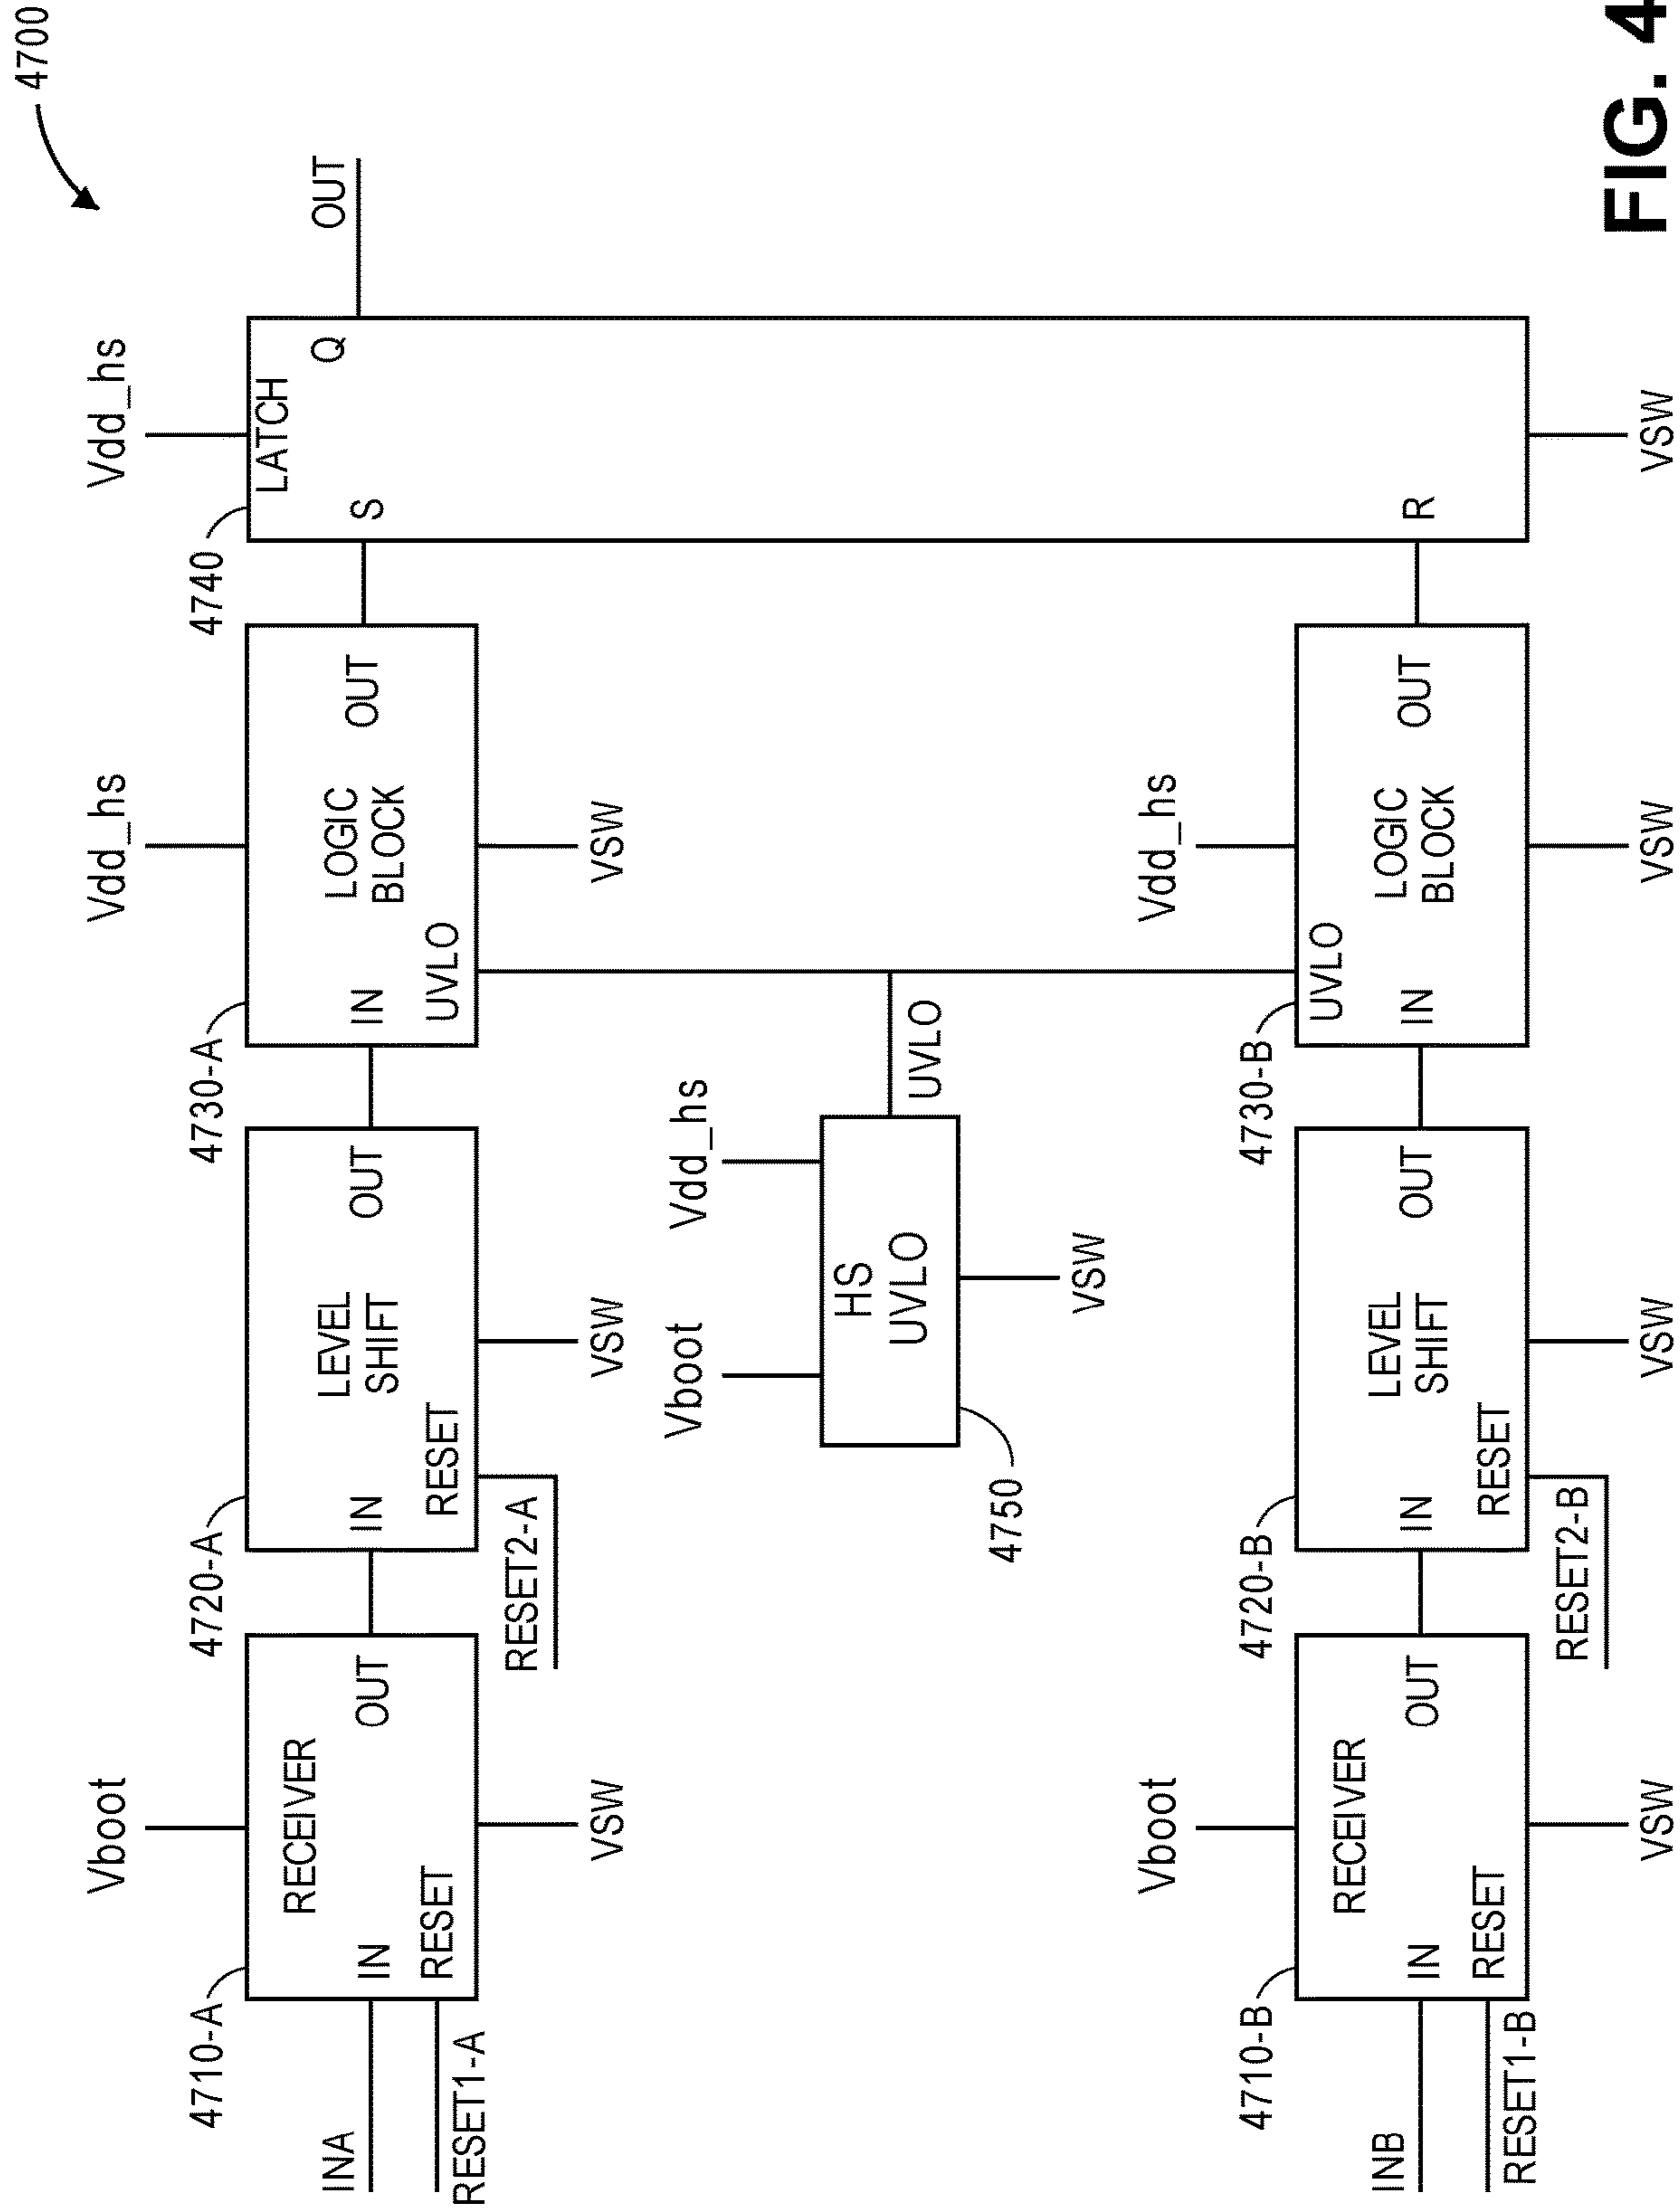 4700
Vdd_hs
Vdd_hs
Vboot
4710-A
4720-A
4730-A
4740
RECEIVER
IN
OUT
RESET
LEVEL
SHIFT
IN
OUT
RESET
LOGIC
BLOCK
IN
OUT
UVLO
LATCH
S
Q
OUT
INA
RESET1-A
RESET2-A
VSW
VSW
VSW
Vboot
Vdd_hs
HS
UVLO
UVLO
4750
VSW
Vboot
Vdd_hs
4710-B
4720-B
4730-B
RECEIVER
IN
OUT
RESET
LEVEL
SHIFT
IN
OUT
RESET
UVLO
LOGIC
BLOCK
IN
OUT
R
INB
RESET1-B
RESET2-B
VSW
VSW
VSW
VSW
FIG. 4